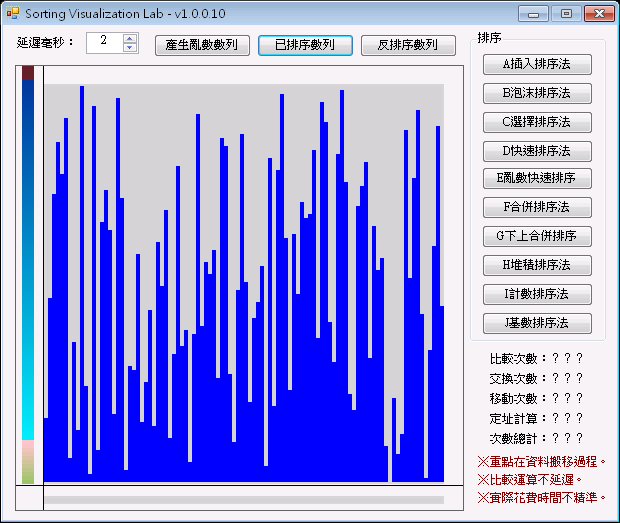 Sorting Visualization Lab - v1.0.0.10
延遲毫秒： 2 產生亂數數列 已排序數列 反排序數列
排序
A插入排序法
B泡沫排序法
C選擇排序法
D快速排序法
E亂數快速排序
F合併排序法
G下上合併排序
H堆積排序法
I計數排序法
J基數排序法
比較次數：？？？
交換次數：？？？
移動次數：？？？
定址計算：？？？
次數總計：？？？
※重點在資料搬移過程。
※比較運算不延遲。
※實際花費時間不精準。